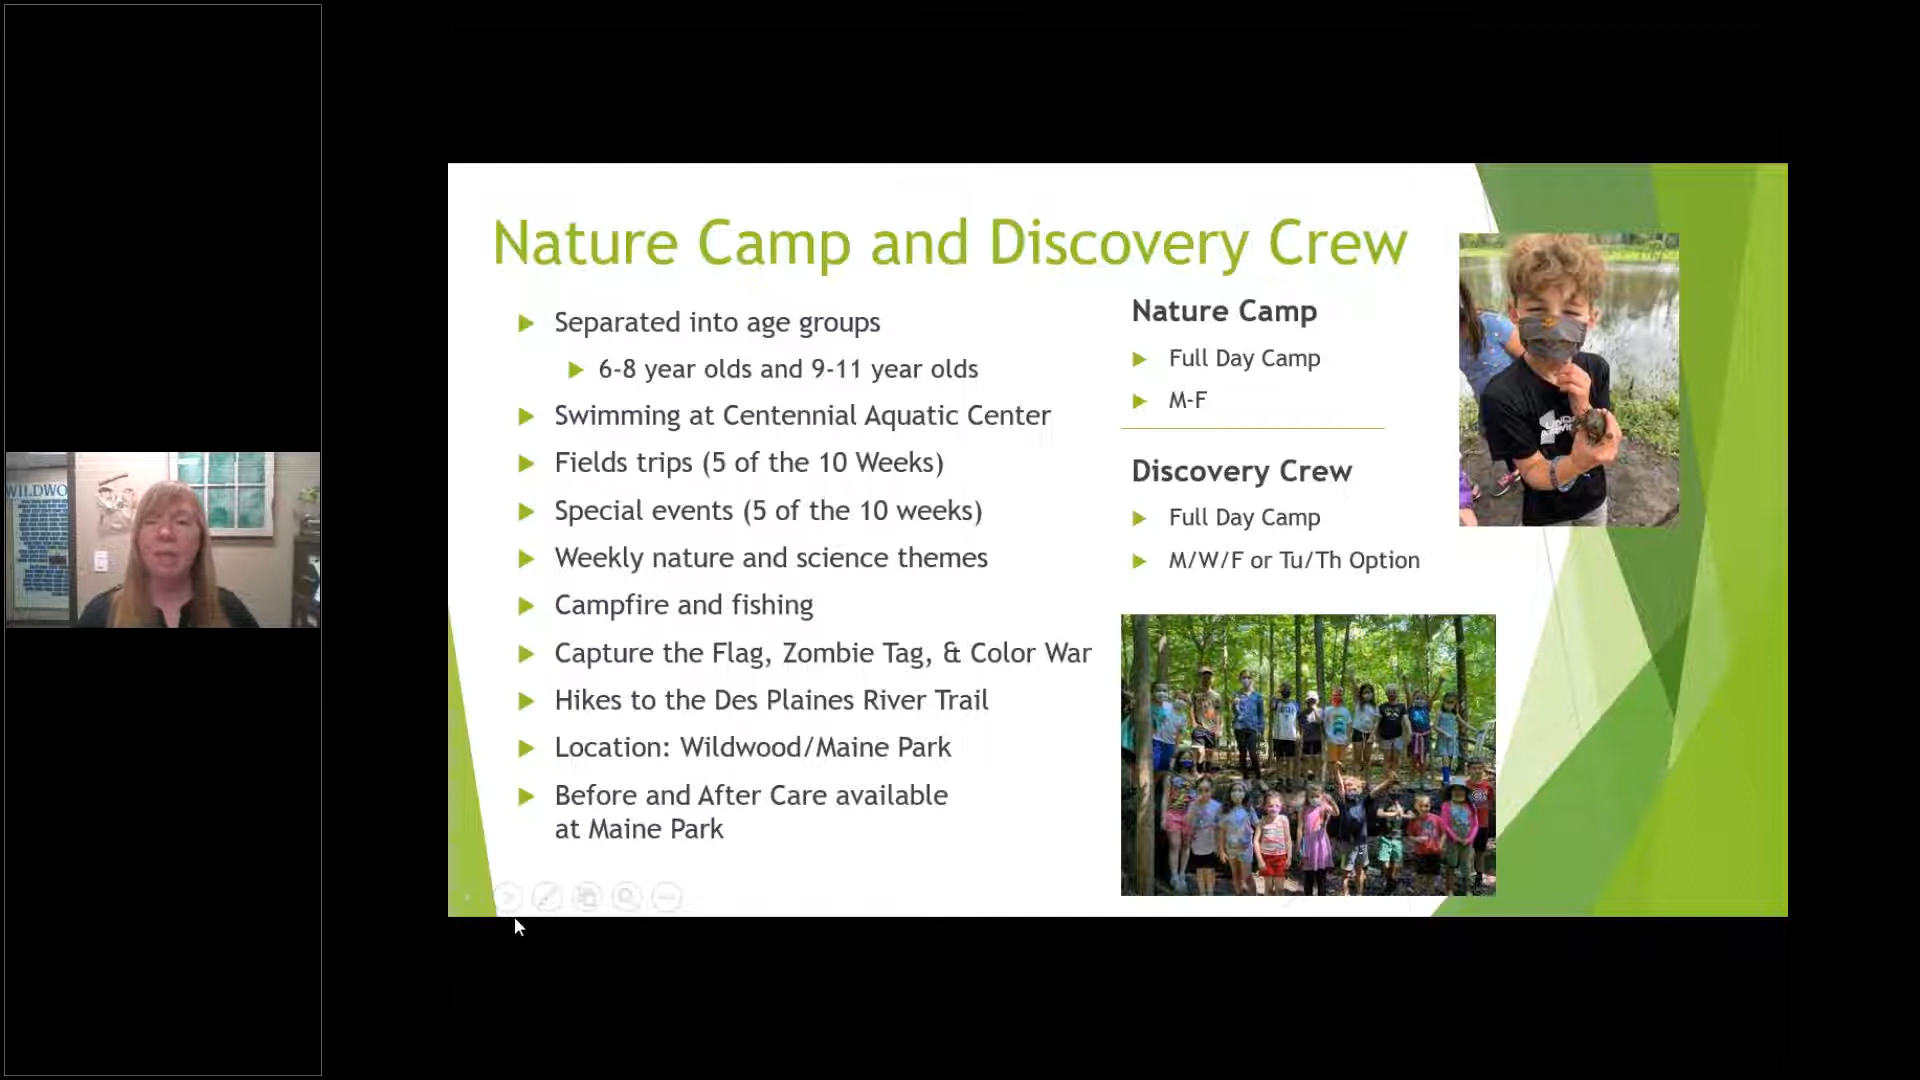 Nature Camp and Discovery Crew
Separated into age groups
6-8 year olds and 9-11 year olds
Swimming at Centennial Aquatic Center
Fields trips (5 of the 10 Weeks)
Special events (5 of the 10 weeks)
Weekly nature and science themes
Campfire and fishing
Capture the Flag, Zombie Tag, & Color War
Hikes to the Des Plaines River Trail
Location: Wildwood/Maine Park
Before and After Care available
at Maine Park
Nature Camp
Full Day Camp
M-F
Discovery Crew
Full Day Camp
M/W/F or Tu/Th Option
WILDWO